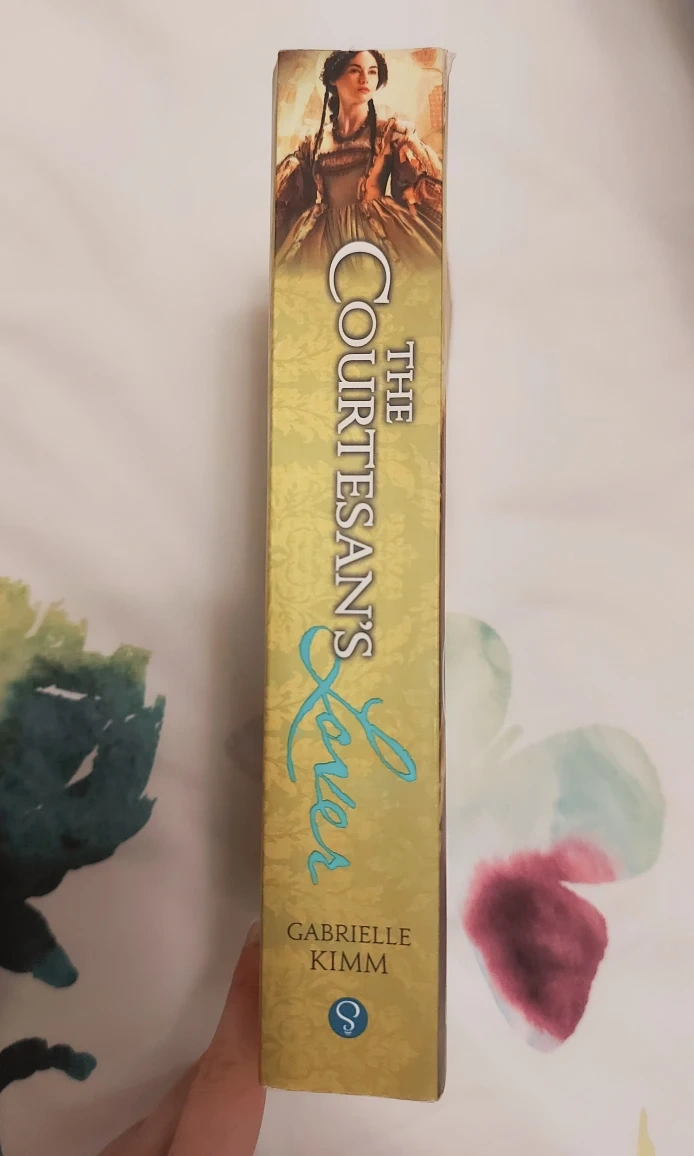 THE
COURTESAN'S
Lover
GABRIELLE
KIMM
S